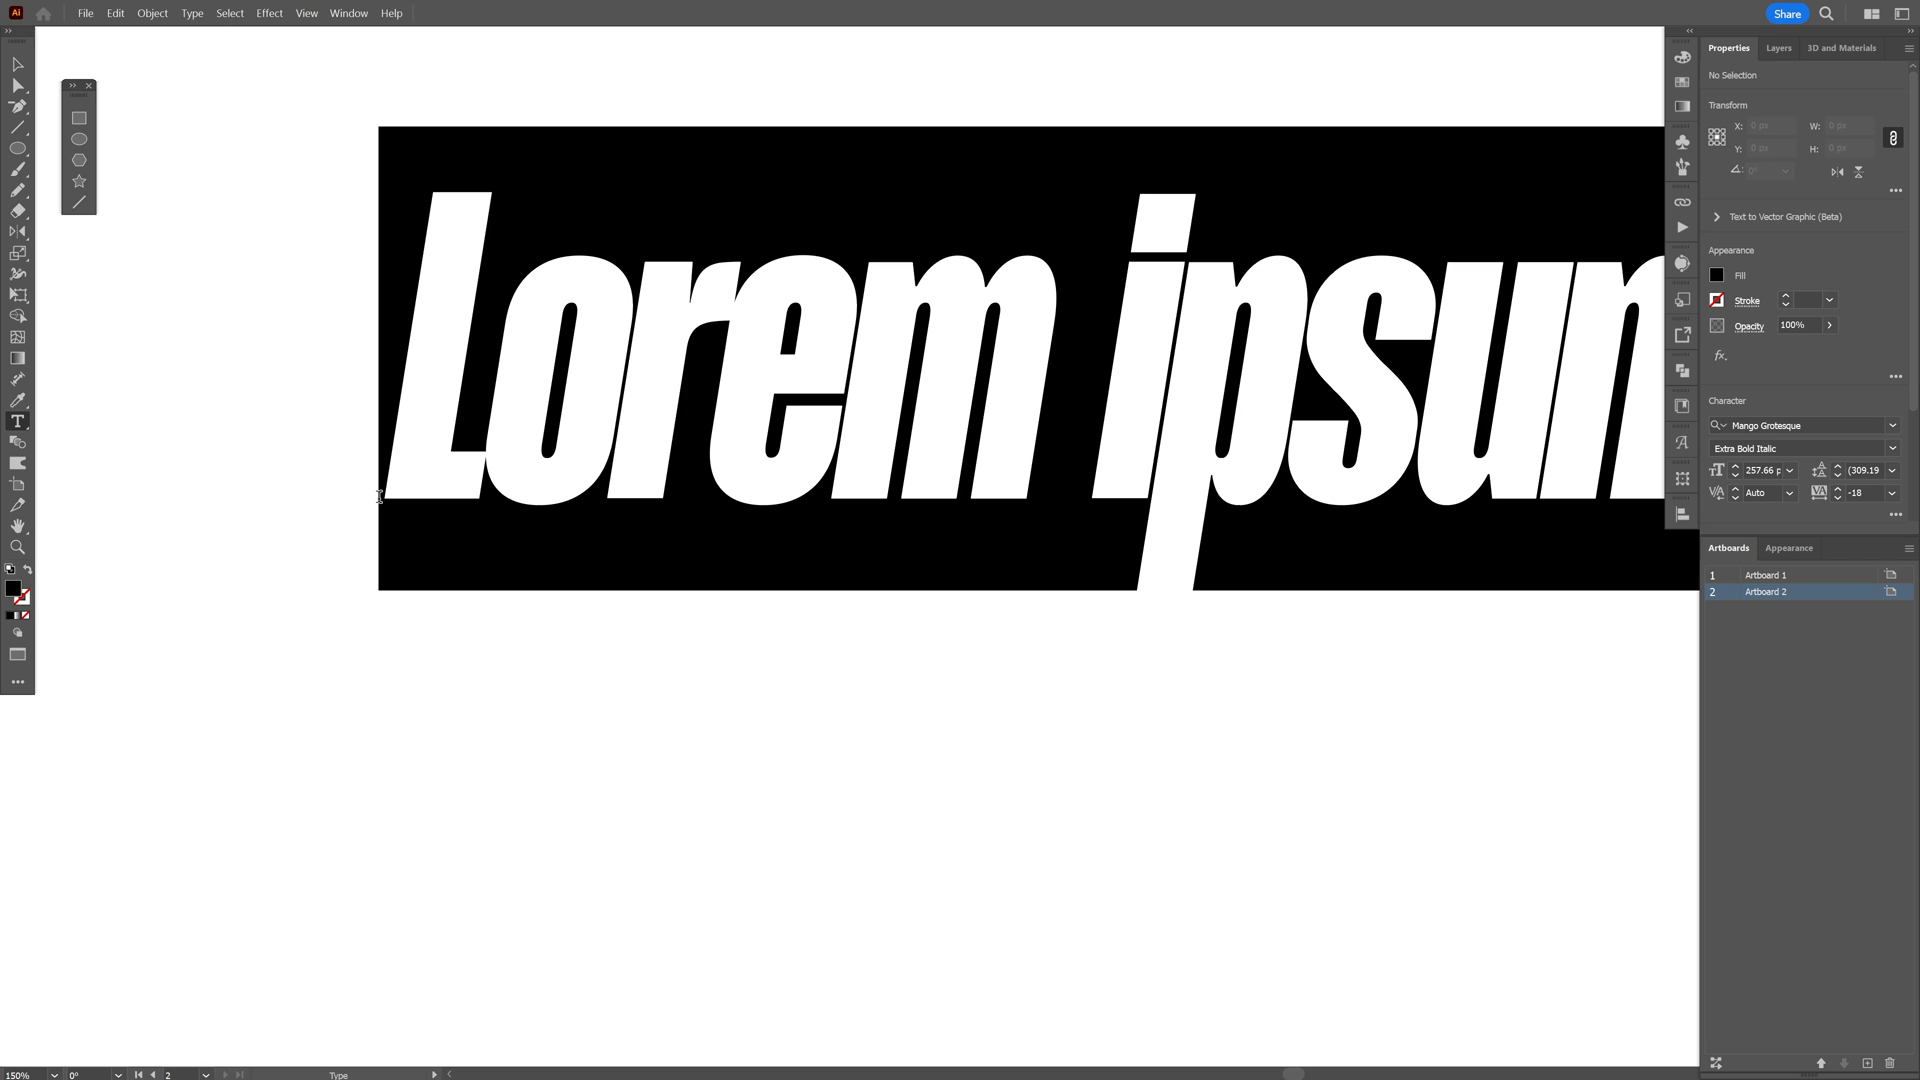 Ai
File Edit Object Type Select Effect View Window Help
Share
Properties Layers 3D and Materials
No Selection
Transform
X: 0 px W: 0 px
Y: 0 px H: 0 px
0°
Text to Vector Graphic (Beta)
Appearance
Fill
Stroke
Opacity 100%
fx.
Character
Mango Grotesque
Extra Bold Italic
257.66 p (309.19
Auto -18
Lorem ipsum
Artboards Appearance
1 Artboard 1
2 Artboard 2
150% 0° 2 Type